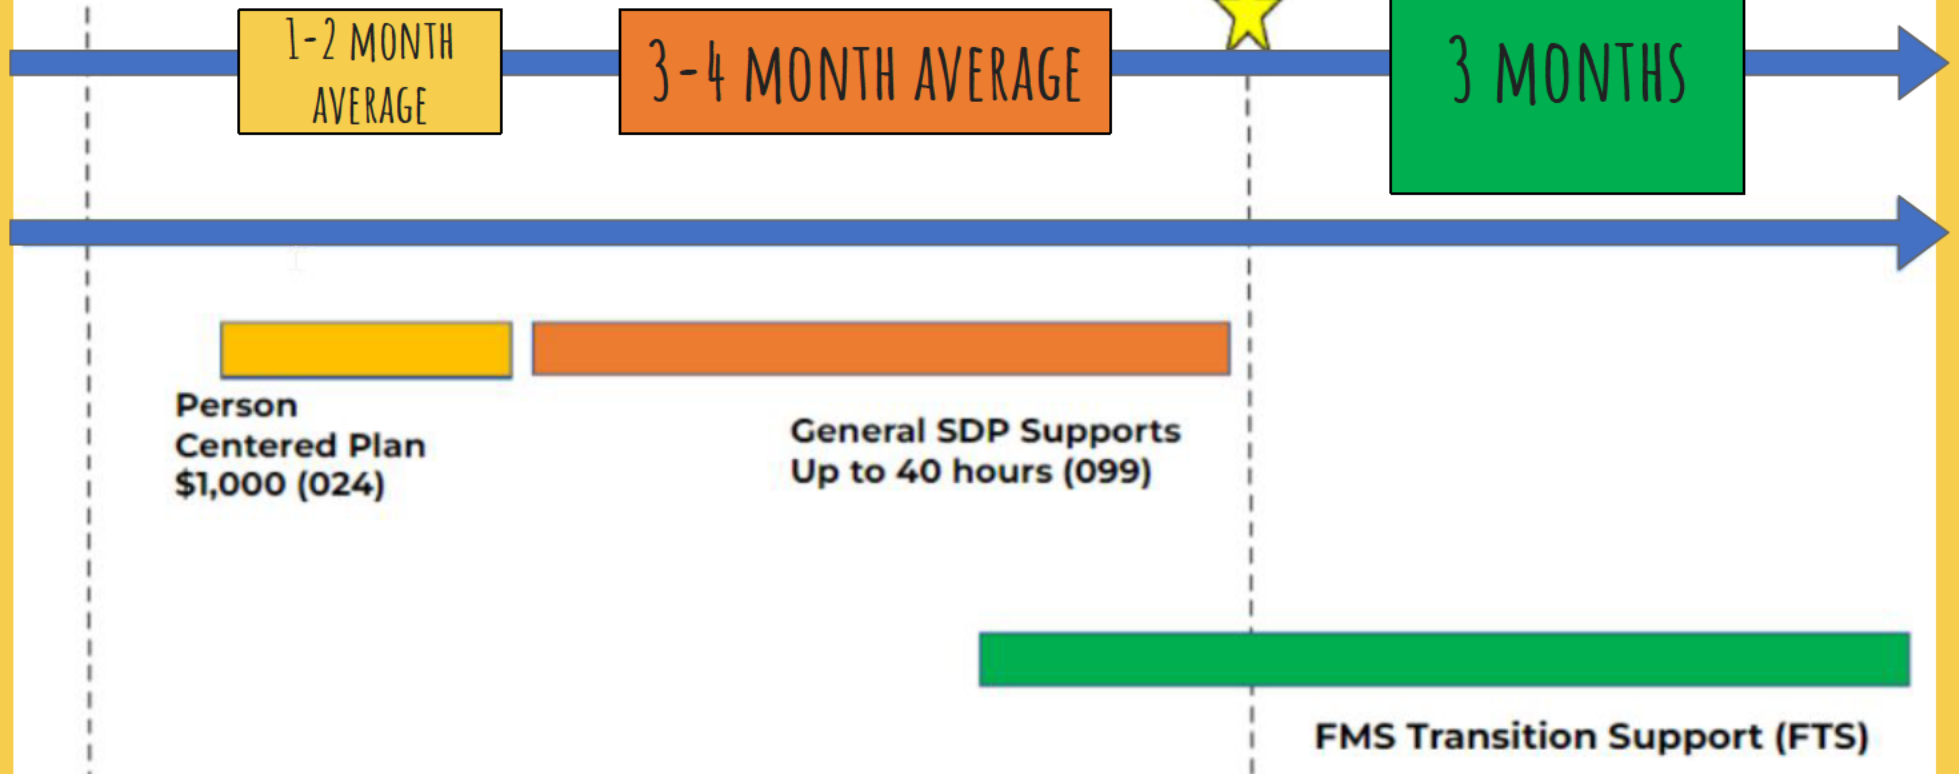 1-2 MONTH
AVERAGE
3-4 MONTH AVERAGE
3 MONTHS
Person
Centered Plan
$1,000 (024)
General SDP Supports
Up to 40 hours (099)
FMS Transition Support (FTS)